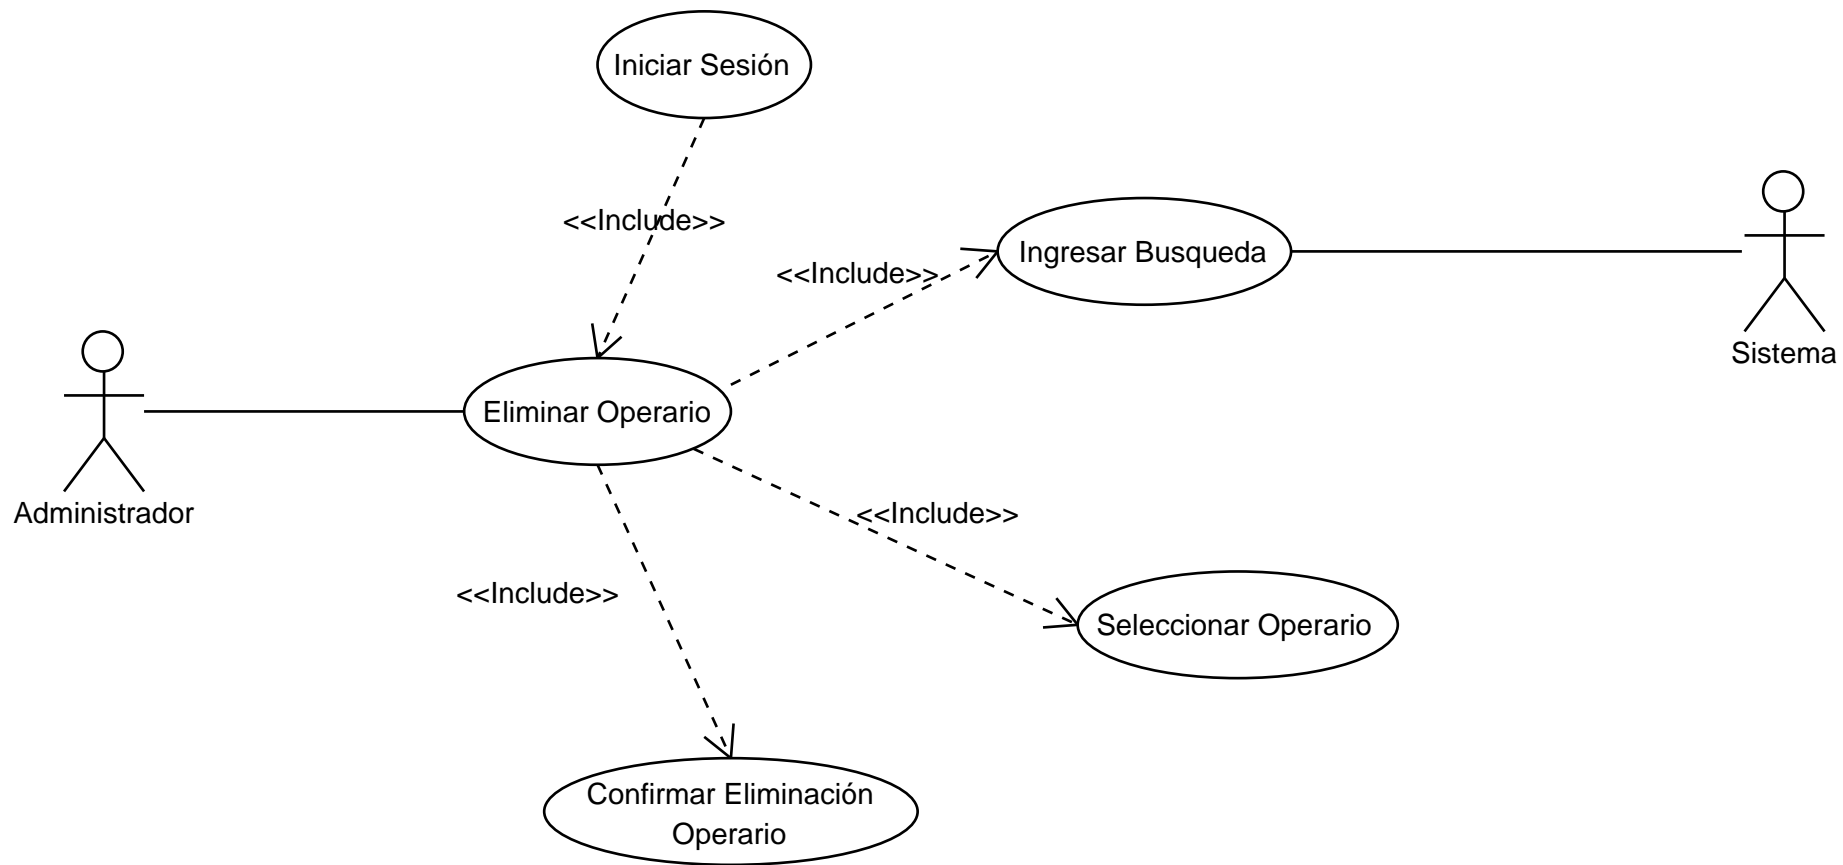 Iniciar Sesión
<<Include>>
Ingresar Busqueda
<<Include>>
Sistema
Eliminar Operario
Administrador
<<Include>>
<<Include>>
Seleccionar Operario
Confirmar Eliminación
Operario